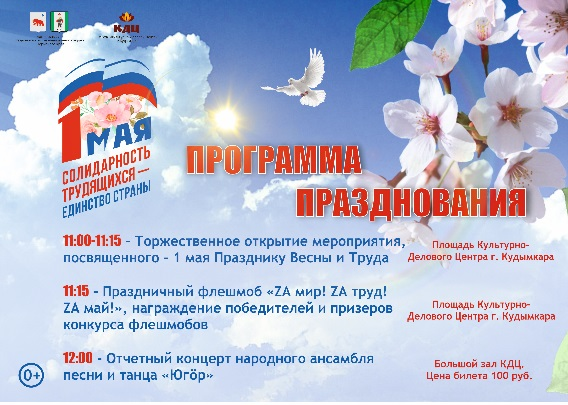 КДЦ
1 МАЯ
СОЛИДАРНОСТЬ
ТРУДЯЩИХСЯ —
ЕДИНСТВО СТРАНЫ
ПРОГРАММА
ПРАЗДНОВАНИЯ
11:00-11:15 – Торжественное открытие мероприятия,
посвященного – 1 мая Празднику Весны и Труда
Площадь Культурно-
Делового Центра г. Кудымкара
11:15 – Праздничный флешмоб «ZA мир! ZA труд!
ZA май!», награждение победителей и призеров
конкурса флешмобов
Площадь Культурно-
Делового Центра г. Кудымкара
12:00 - Отчетный концерт народного ансамбля
песни и танца «Югӧр»
Большой зал КДЦ.
Цена билета 100 руб.
0+